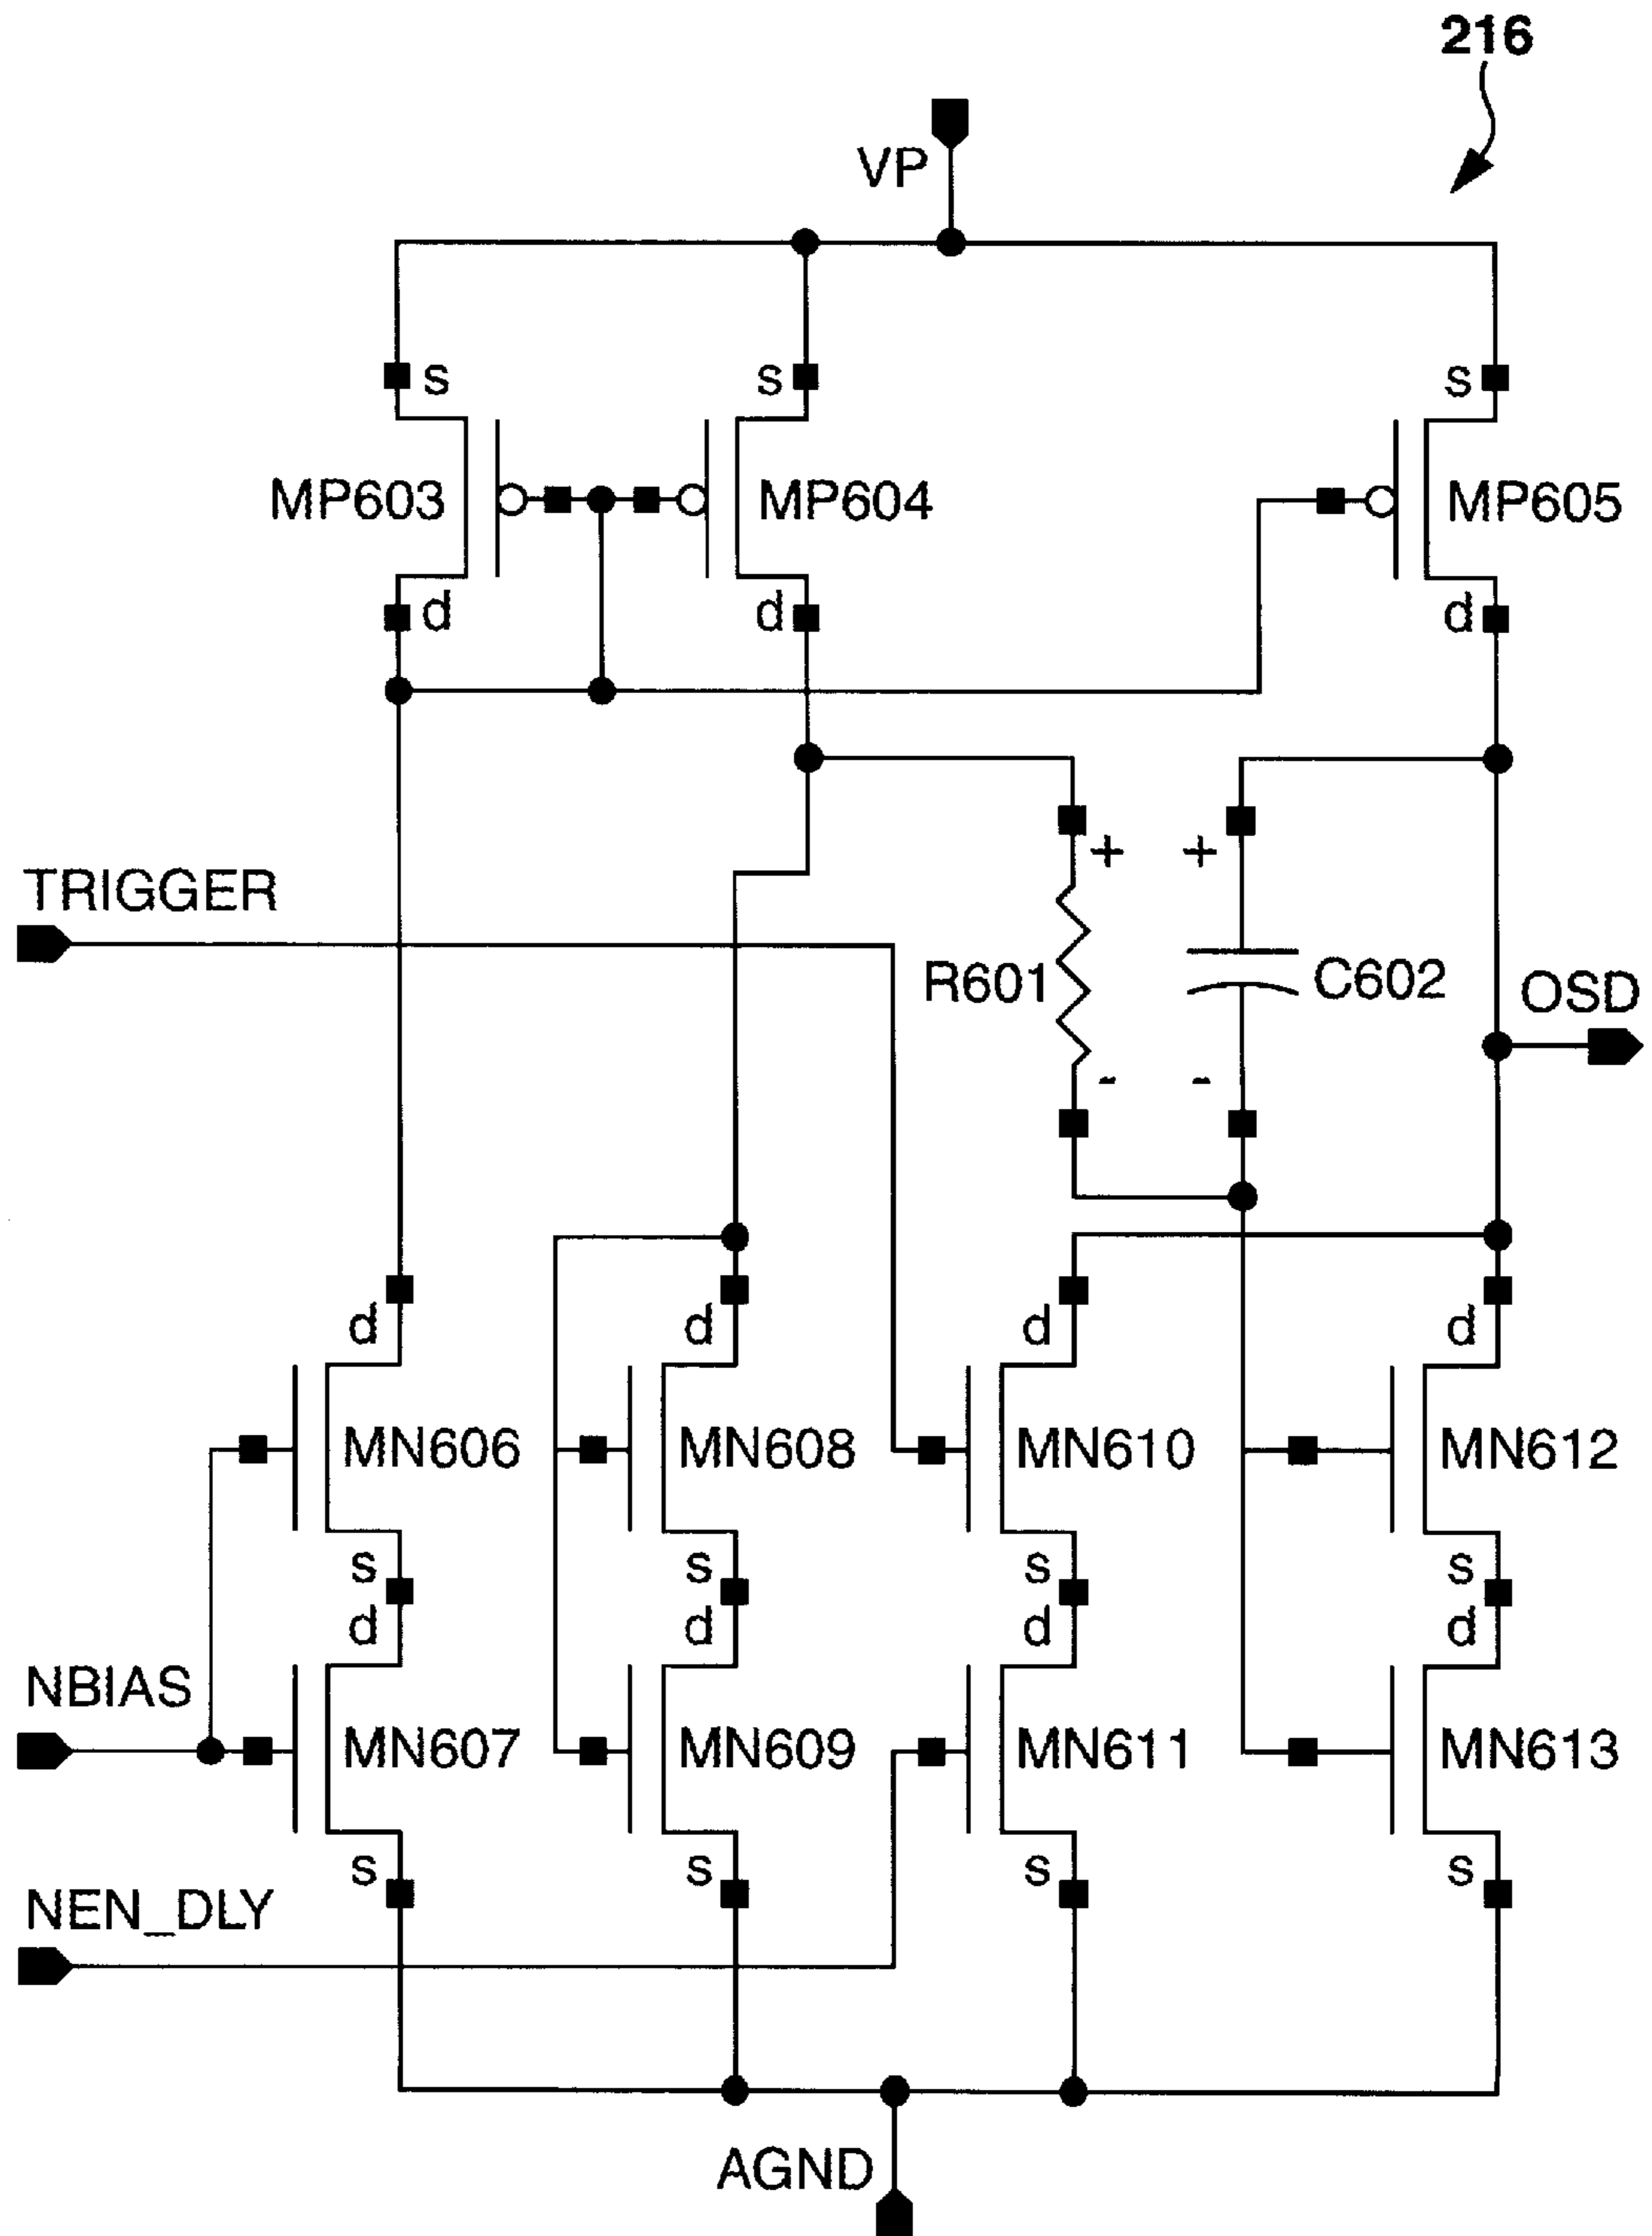 216
VP
s
s
s
MP603
MP604
MP605
d
d
d
+
+
TRIGGER
R601
C602
OSD
-
-
d
d
d
d
MN606
MN608
MN610
MN612
s
s
s
s
d
d
d
d
NBIAS
MN607
MN609
MN611
MN613
s
s
s
s
NEN_DLY
AGND